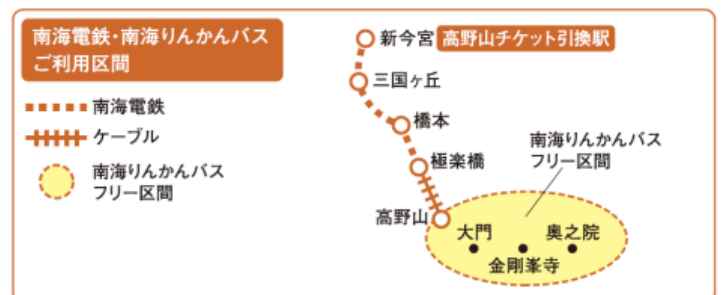 南海電鉄・南海りんかんバス
ご利用区間
南海電鉄
ケーブル
南海りんかんバス
フリー区間
新今宮 高野山チケット引換駅
三国ヶ丘
橋本
極楽橋
高野山
南海りんかんバス
フリー区間
大門
奥之院
金剛峯寺